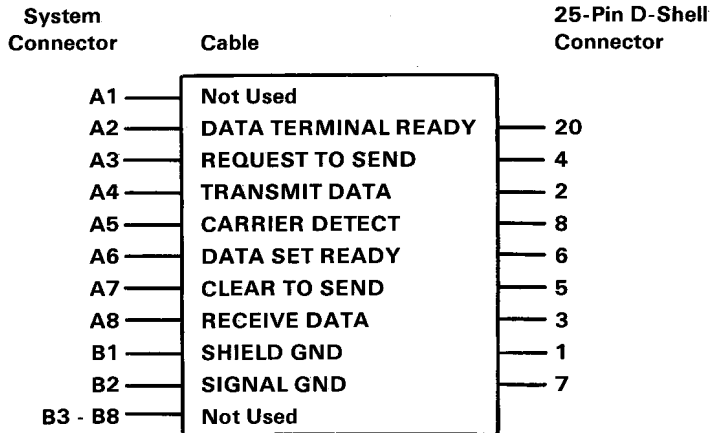 System Connector Cable 25-Pin D-Shell Connector
A1 Not Used
A2 DATA TERMINAL READY 20
A3 REQUEST TO SEND 4
A4 TRANSMIT DATA 2
A5 CARRIER DETECT 8
A6 DATA SET READY 6
A7 CLEAR TO SEND 5
A8 RECEIVE DATA 3
B1 SHIELD GND 1
B2 SIGNAL GND 7
B3 - B8 Not Used